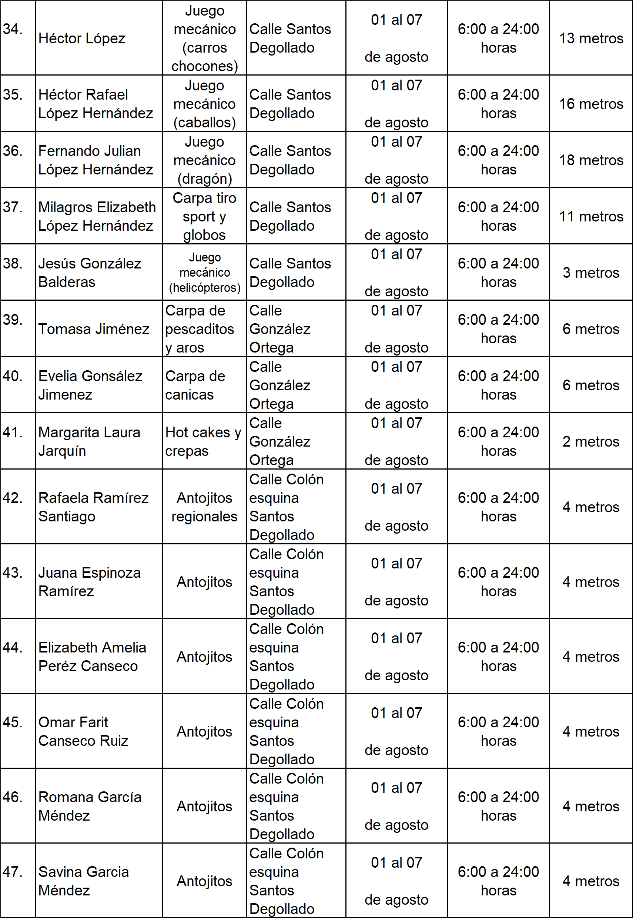 34.
Héctor López
Juego
mecánico
(carros
chocones)
Calle Santos
Degollado
01 al 07
de agosto
6:00 a 24:00
horas
13 metros
35.
Héctor Rafael
López Hernández
Juego
mecánico
(caballos)
Calle Santos
Degollado
01 al 07
de agosto
6:00 a 24:00
horas
16 metros
36.
Fernando Julian
López Hernández
Juego
mecánico
(dragón)
Calle Santos
Degollado
01 al 07
de agosto
6:00 a 24:00
horas
18 metros
37.
Milagros Elizabeth
López Hernández
Carpa tiro
sport y
globos
Calle Santos
Degollado
01 al 07
de agosto
6:00 a 24:00
horas
11 metros
38.
Jesús González
Balderas
Juego
mecánico
(helicópteros)
Calle Santos
Degollado
01 al 07
de agosto
6:00 a 24:00
horas
3 metros
39.
Tomasa Jiménez
Carpa de
pescaditos
y aros
Calle
González
Ortega
01 al 07
de agosto
6:00 a 24:00
horas
6 metros
40.
Evelia Gonsález
Jimenez
Carpa de
canicas
Calle
González
Ortega
01 al 07
de agosto
6:00 a 24:00
horas
6 metros
41.
Margarita Laura
Jarquín
Hot cakes y
crepas
Calle
González
Ortega
01 al 07
de agosto
6:00 a 24:00
horas
2 metros
42.
Rafaela Ramírez
Santiago
Antojitos
regionales
Calle Colón
esquina
Santos
Degollado
01 al 07
de agosto
6:00 a 24:00
horas
4 metros
43.
Juana Espinoza
Ramírez
Antojitos
Calle Colón
esquina
Santos
Degollado
01 al 07
de agosto
6:00 a 24:00
horas
4 metros
44.
Elizabeth Amelia
Peréz Canseco
Antojitos
Calle Colón
esquina
Santos
Degollado
01 al 07
de agosto
6:00 a 24:00
horas
4 metros
45.
Omar Farit
Canseco Ruiz
Antojitos
Calle Colón
esquina
Santos
Degollado
01 al 07
de agosto
6:00 a 24:00
horas
4 metros
46.
Romana García
Méndez
Antojitos
Calle Colón
esquina
Santos
Degollado
01 al 07
de agosto
6:00 a 24:00
horas
4 metros
47.
Savina Garcia
Méndez
Antojitos
Calle Colón
esquina
Santos
Degollado
01 al 07
de agosto
6:00 a 24:00
horas
4 metros